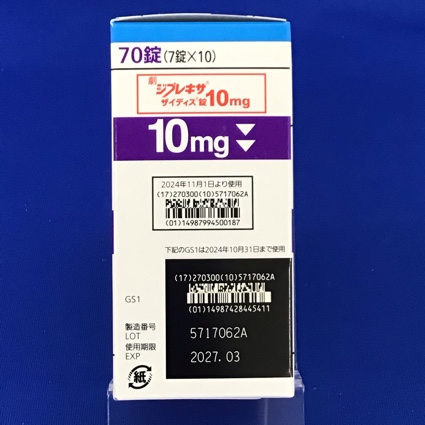 70錠(7錠×10)
劇 ジプレキサ®
ザイディス®錠10mg
10mg
2024年11月1日より使用
(17)270300(10)5717062A
(01)14987994500187
下記のGS1は2024年10月31日まで使用
(17)270300(10)5717062A
(01)14987428445411
GS1
製造番号
LOT 5717062A
使用期限
EXP 2027.03
紙